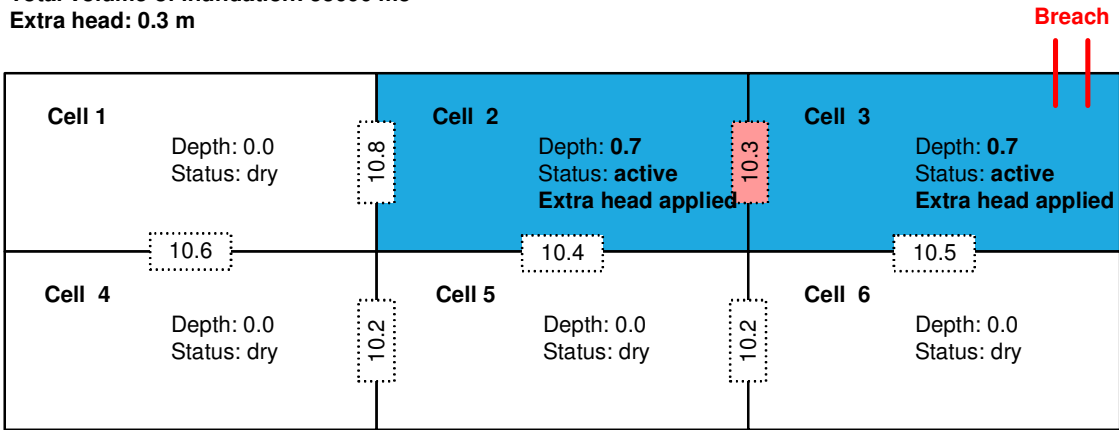 Extra head: 0.3 m
Breach
Cell 1
Depth: 0.0
Status: dry
10.8
Cell 2
Depth: 0.7
Status: active
Extra head applied
10.3
Cell 3
Depth: 0.7
Status: active
Extra head applied
10.6
10.4
10.5
Cell 4
Depth: 0.0
Status: dry
10.2
Cell 5
Depth: 0.0
Status: dry
10.2
Cell 6
Depth: 0.0
Status: dry